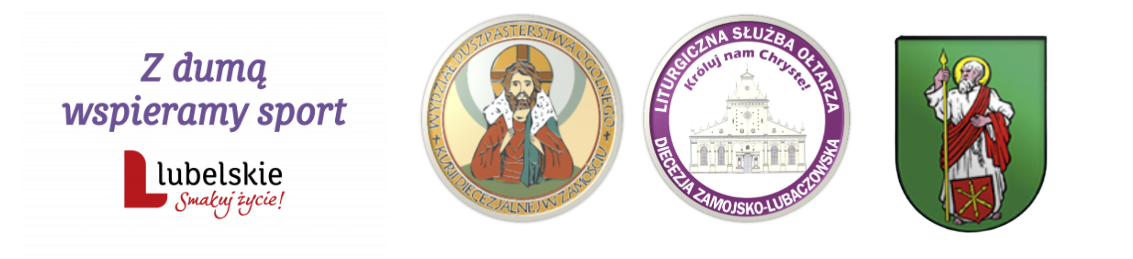 Z dumą
wspieramy sport
lubelskie
Smakuj życie!
WYDZIAŁ DUSZPASTERSTWA OGÓLNEGO
KURII DIECEZJALNEJ W ZAMOŚCIU
LITURGICZNA SŁUŻBA OŁTARZA
Króluj nam Chryste!
DIECEZJA ZAMOJSKO-LUBACZOWSKA